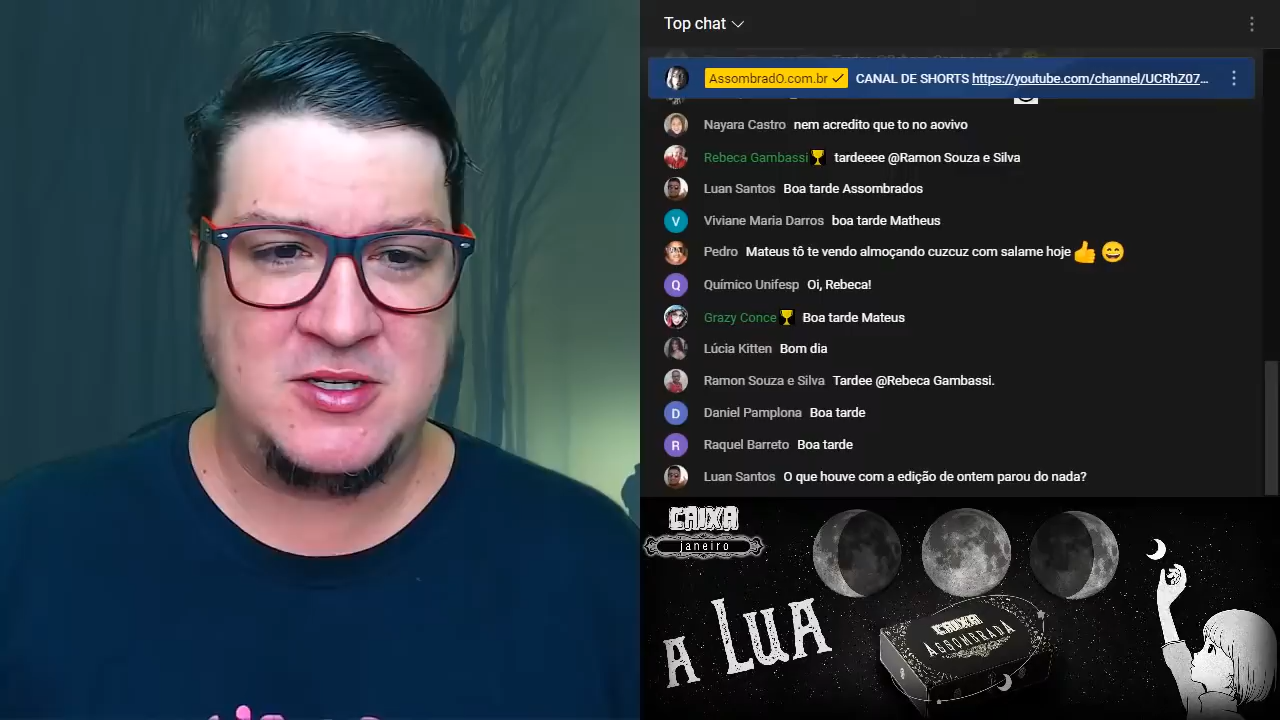 Top chat
AssombradO.com.br CANAL DE SHORTS https://youtube.com/channel/UCRhZ07...
Nayara Castro nem acredito que to no aovivo
Rebeca Gambassi tardeeee @Ramon Souza e Silva
Luan Santos Boa tarde Assombrados
V Viviane Maria Darros boa tarde Matheus
Pedro Mateus tô te vendo almoçando cuzcuz com salame hoje
Q Químico Unifesp Oi, Rebeca!
Grazy Conce Boa tarde Mateus
Lúcia Kitten Bom dia
Ramon Souza e Silva Tardee @Rebeca Gambassi.
D Daniel Pamplona Boa tarde
R Raquel Barreto Boa tarde
Luan Santos O que houve com a edição de ontem parou do nada?
CAIXA
janeiro
A LUA
CAIXA
ASSOMBRADA